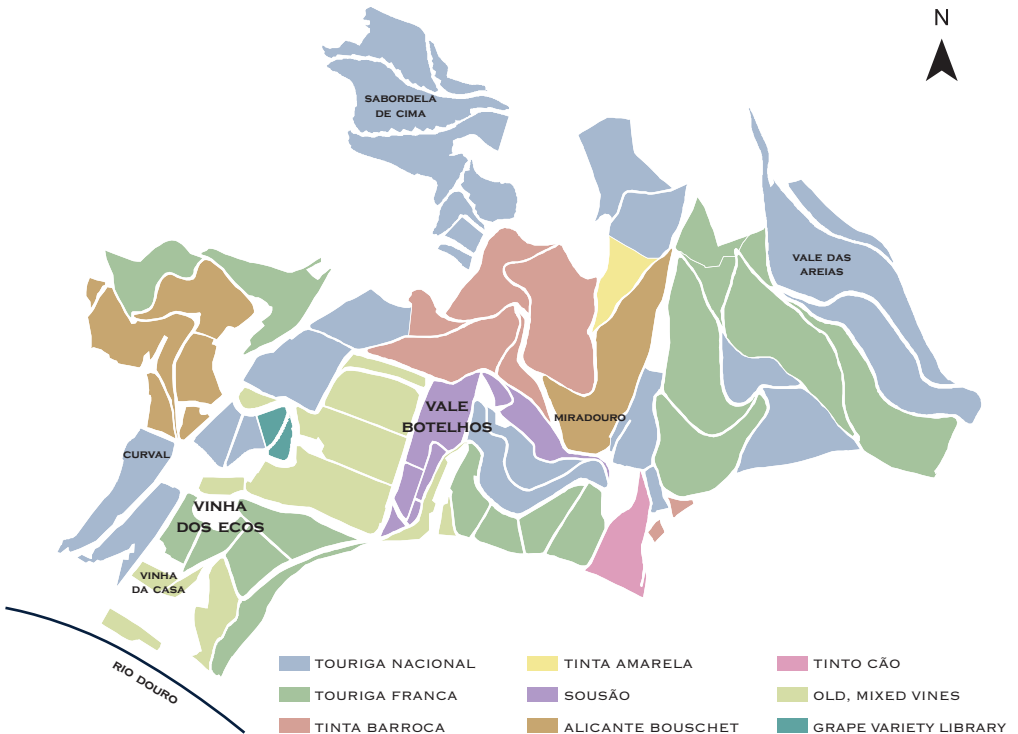 N
SABORDELA
DE CIMA
VALE DAS
AREIAS
VALE
BOTELHOS
MIRADOURO
CURVAL
VINHA
DOS ECOS
VINHA
DA CASA
RIO DOURO
TOURIGA NACIONAL
TINTA AMARELA
TINTO CÃO
TOURIGA FRANCA
SOUSÃO
OLD, MIXED VINES
TINTA BARROCA
ALICANTE BOUSCHET
GRAPE VARIETY LIBRARY